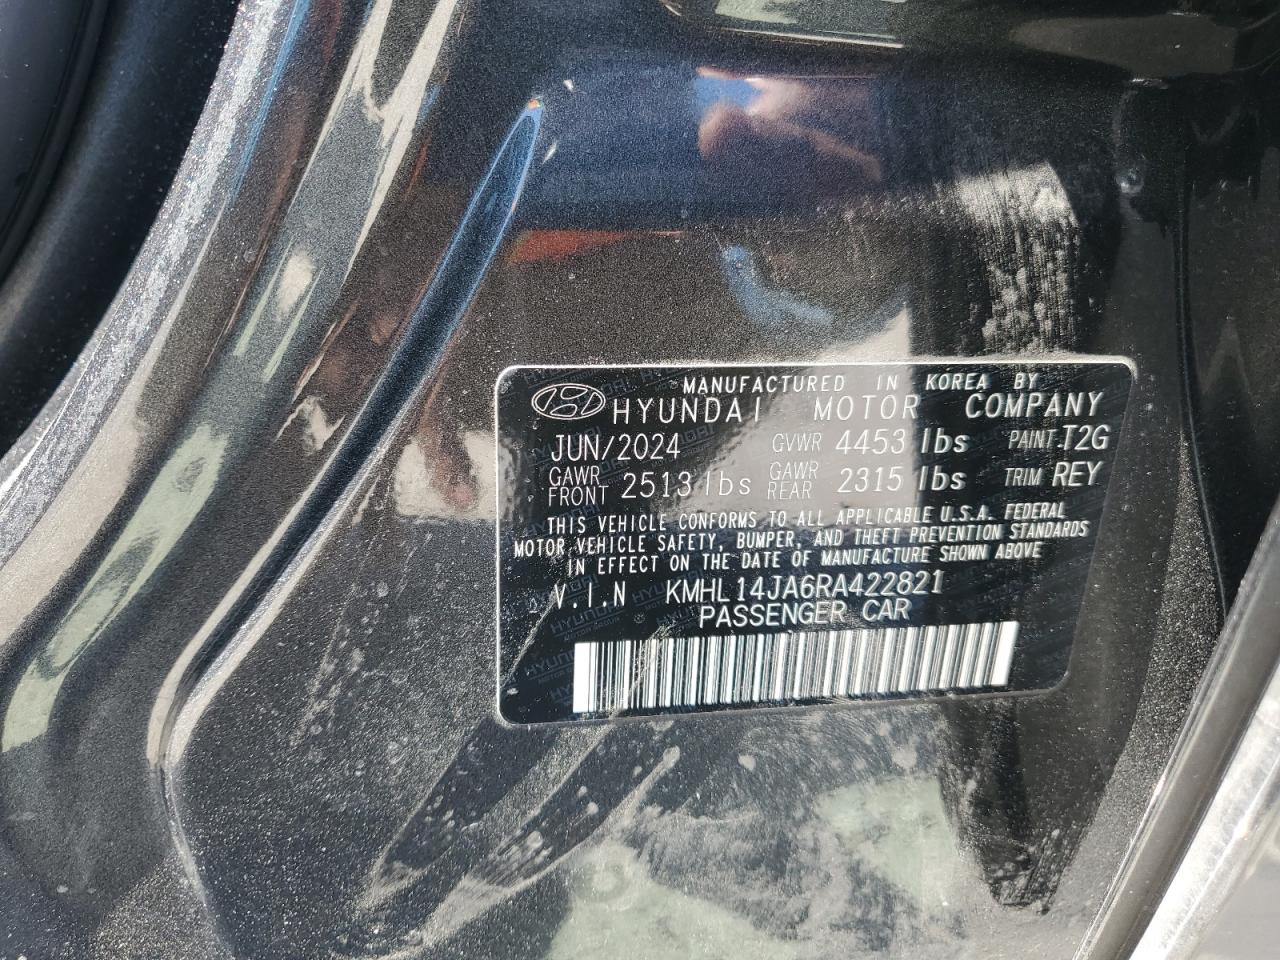 MANUFACTURED IN KOREA BY
HYUNDAI MOTOR COMPANY
JUN/2024 GVWR 4453 lbs PAINT.T2G
GAWR FRONT 2513 lbs GAWR REAR 2315 lbs TRIM REY
THIS VEHICLE CONFORMS TO ALL APPLICABLE U.S.A. FEDERAL
MOTOR VEHICLE SAFETY, BUMPER, AND THEFT PREVENTION STANDARDS
IN EFFECT ON THE DATE OF MANUFACTURE SHOWN ABOVE
V.I.N KMHL14JA6RA422821
PASSENGER CAR